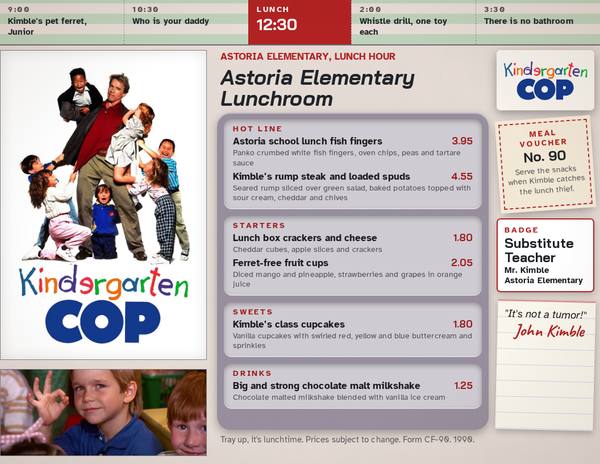 9:00
Kimble's pet ferret,
Junior
10:30
Who is your daddy
LUNCH
12:30
2:00
Whistle drill, one toy
each
3:30
There is no bathroom
Kindergarten
COP
ASTORIA ELEMENTARY, LUNCH HOUR
Astoria Elementary
Lunchroom
HOT LINE
Astoria school lunch fish fingers 3.95
Panko crumbed white fish fingers, oven chips, peas and tartare
sauce
Kimble's rump steak and loaded spuds 4.55
Seared rump sliced over green salad, baked potatoes topped with
sour cream, cheddar and chives
STARTERS
Lunch box crackers and cheese 1.80
Cheddar cubes, apple slices and crackers
Ferret-free fruit cups 2.05
Diced mango and pineapple, strawberries and grapes in orange
juice
SWEETS
Kimble's class cupcakes 1.80
Vanilla cupcakes with swirled red, yellow and blue buttercream and
sprinkles
DRINKS
Big and strong chocolate malt milkshake 1.25
Chocolate malted milkshake blended with vanilla ice cream
Tray up, it's lunchtime. Prices subject to change. Form CF-90. 1990.
Kindergarten
COP
MEAL
VOUCHER
No. 90
Serve the snacks
when Kimble catches
the lunch thief.
BADGE
Substitute
Teacher
Mr. Kimble
Astoria Elementary
"It's not a tumor!"
John Kimble